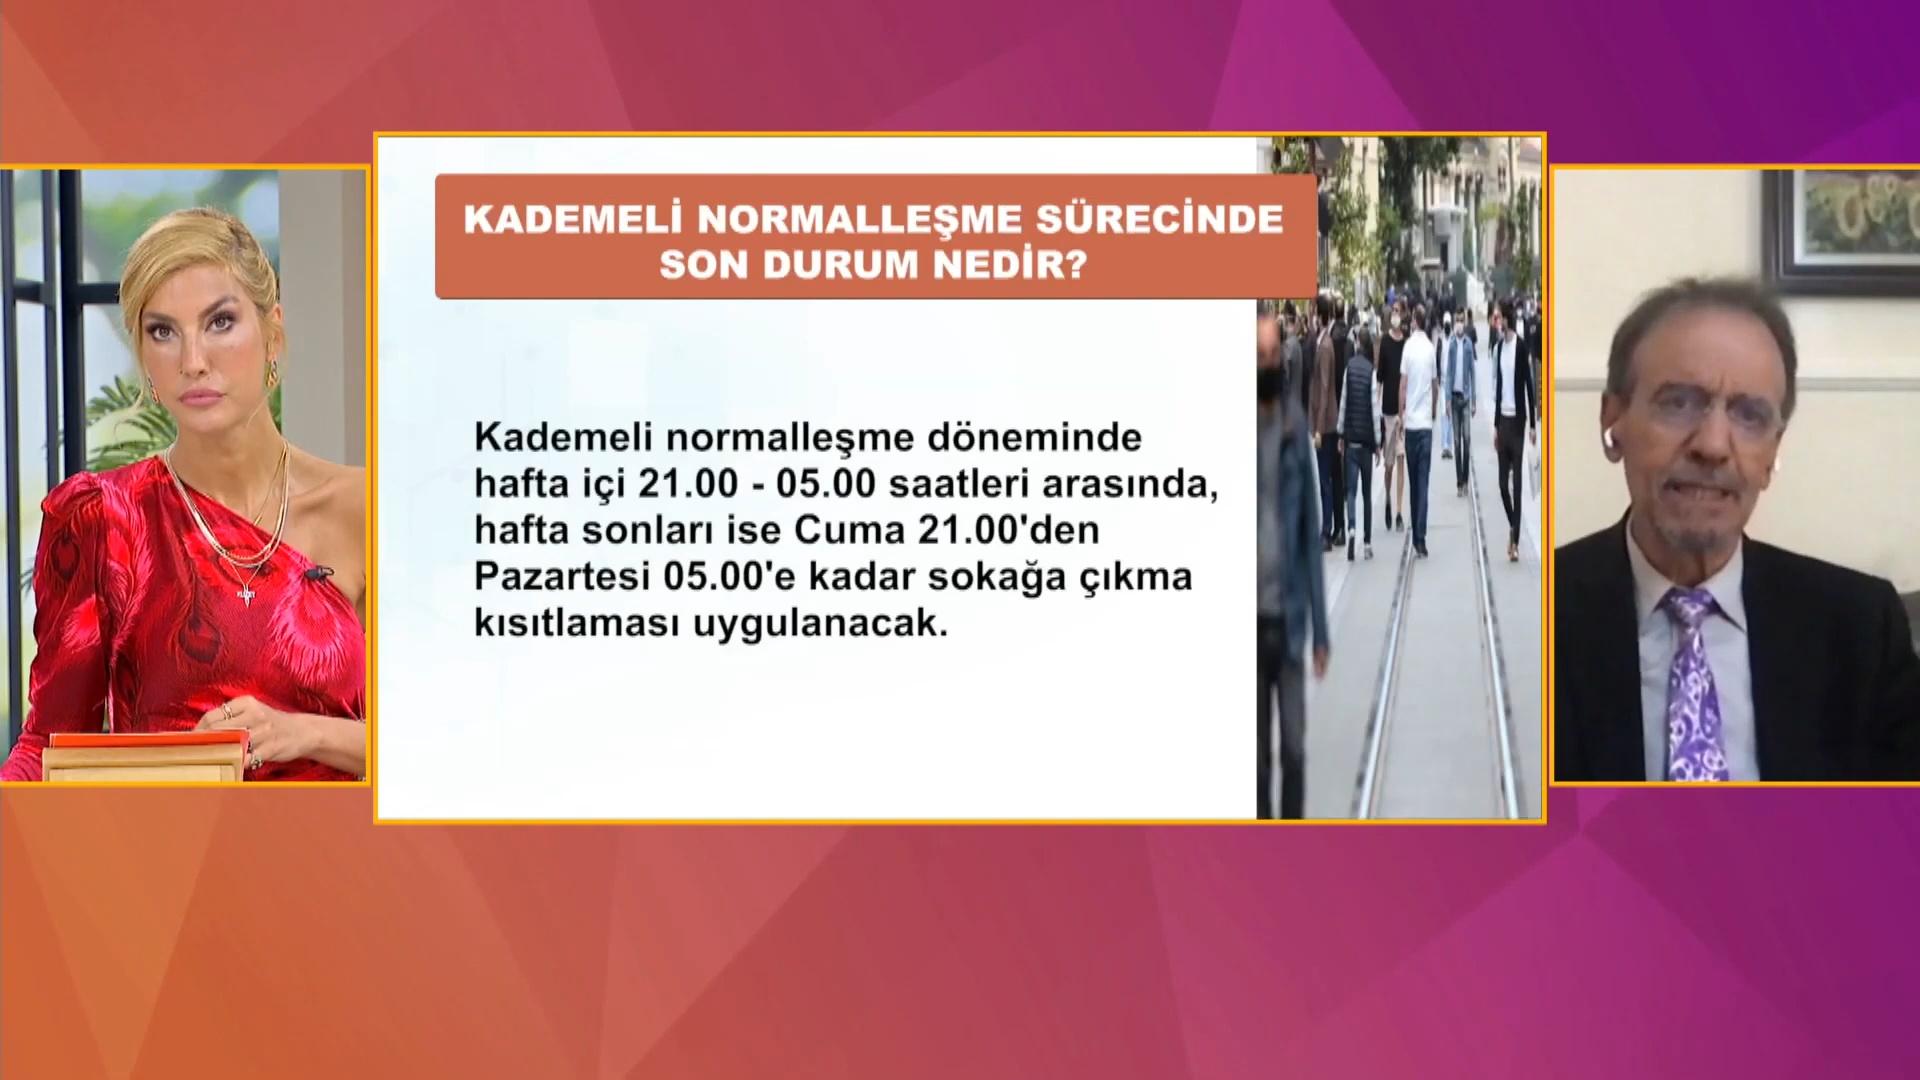 KADEMELİ NORMALLEŞME SÜRECİNDE
SON DURUM NEDİR?
Kademeli normalleşme döneminde
hafta içi 21.00 - 05.00 saatleri arasında,
hafta sonları ise Cuma 21.00'den
Pazartesi 05.00'e kadar sokağa çıkma
kısıtlaması uygulanacak.